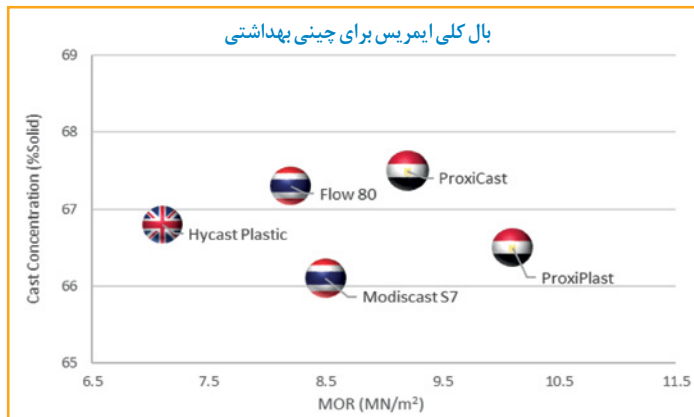 بال کلی ایمریس برای چینی بهداشتی
Cast Concentration (%Solid)
69
68
67
66
65
ProxiCast
Flow 80
Hycast Plastic
ProxiPlast
Modiscast S7
6.5 7.5 8.5 9.5 10.5 11.5
MOR (MN/m²)